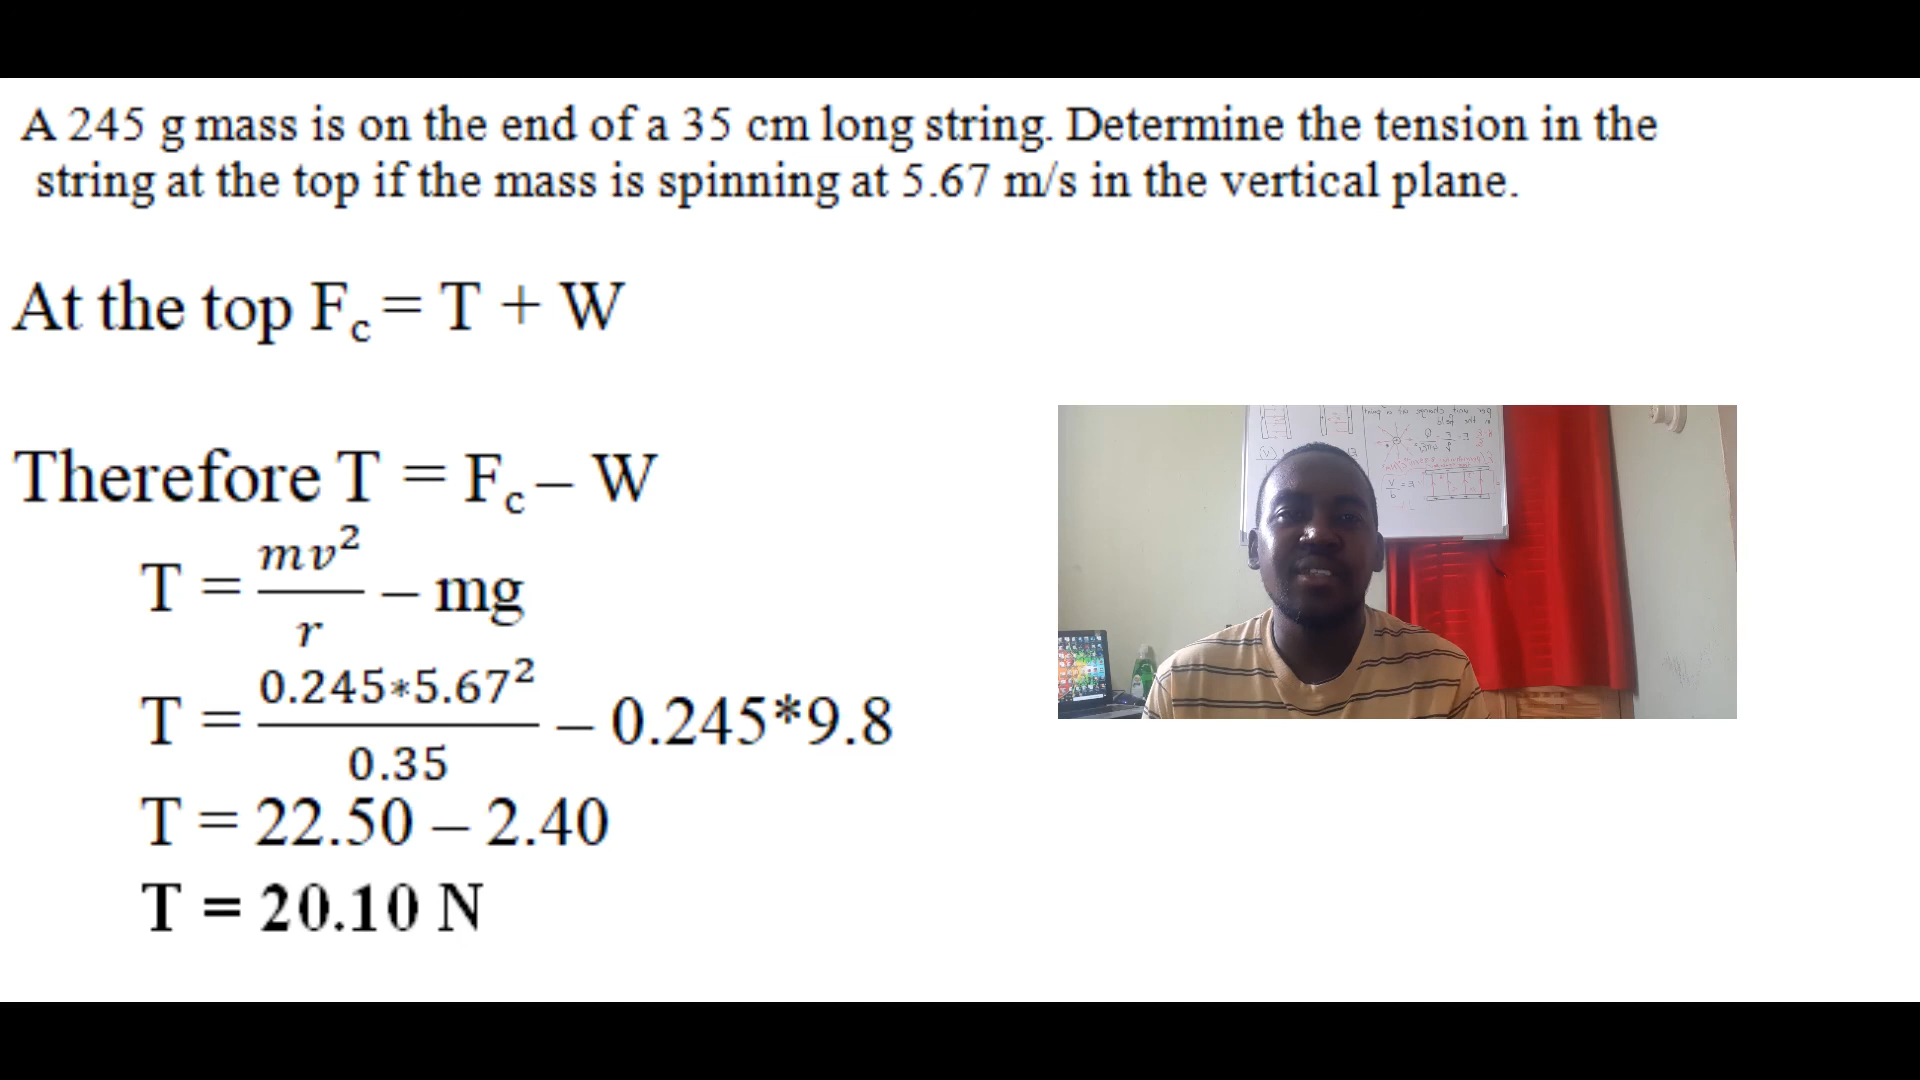 A 245 g mass is on the end of a 35 cm long string. Determine the tension in the
string at the top if the mass is spinning at 5.67 m/s in the vertical plane.
At the top F_c = T + W
Therefore T = F_c – W
T = mv²/r – mg
T = 0.245*5.67²/0.35 – 0.245*9.8
T = 22.50 – 2.40
T = 20.10 N